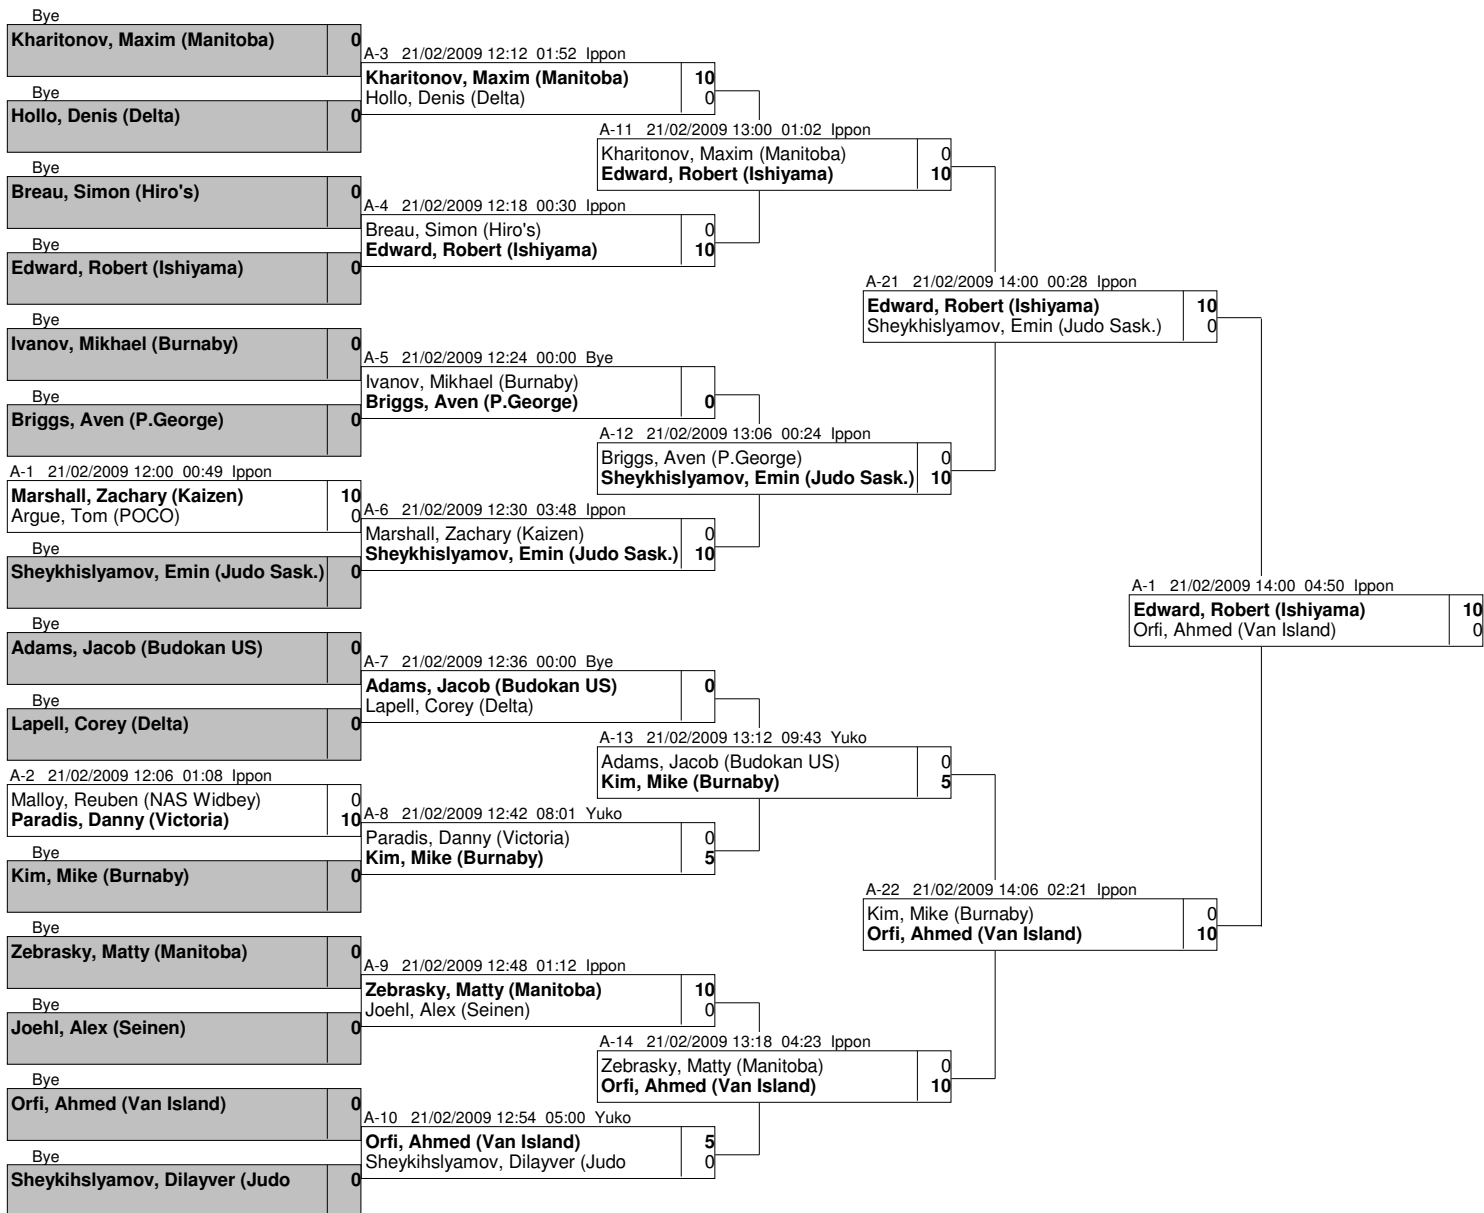 Bye
Kharitonov, Maxim (Manitoba) 0
Bye
Hollo, Denis (Delta) 0
Bye
Breau, Simon (Hiro's) 0
Bye
Edward, Robert (Ishiyama) 0
Bye
Ivanov, Mikhael (Burnaby) 0
Bye
Briggs, Aven (P.George) 0
A-1 21/02/2009 12:00 00:49 Ippon
Marshall, Zachary (Kaizen) 10
Argue, Tom (POCO) 0
Bye
Sheykhislyamov, Emin (Judo Sask.) 0
Bye
Adams, Jacob (Budokan US) 0
Bye
Lapell, Corey (Delta) 0
A-2 21/02/2009 12:06 01:08 Ippon
Malloy, Reuben (NAS Widbey) 0
Paradis, Danny (Victoria) 10
Bye
Kim, Mike (Burnaby) 0
Bye
Zebrasky, Matty (Manitoba) 0
Bye
Joehl, Alex (Seinen) 0
Bye
Orfi, Ahmed (Van Island) 0
Bye
Sheykihslyamov, Dilayver (Judo 0
A-3 21/02/2009 12:12 01:52 Ippon
Kharitonov, Maxim (Manitoba) 10
Hollo, Denis (Delta) 0
A-4 21/02/2009 12:18 00:30 Ippon
Breau, Simon (Hiro's) 0
Edward, Robert (Ishiyama) 10
A-5 21/02/2009 12:24 00:00 Bye
Ivanov, Mikhael (Burnaby)
Briggs, Aven (P.George) 0
A-6 21/02/2009 12:30 03:48 Ippon
Marshall, Zachary (Kaizen) 0
Sheykhislyamov, Emin (Judo Sask.) 10
A-7 21/02/2009 12:36 00:00 Bye
Adams, Jacob (Budokan US) 0
Lapell, Corey (Delta)
A-8 21/02/2009 12:42 08:01 Yuko
Paradis, Danny (Victoria) 0
Kim, Mike (Burnaby) 5
A-9 21/02/2009 12:48 01:12 Ippon
Zebrasky, Matty (Manitoba) 10
Joehl, Alex (Seinen) 0
A-10 21/02/2009 12:54 05:00 Yuko
Orfi, Ahmed (Van Island) 5
Sheykihslyamov, Dilayver (Judo 0
A-11 21/02/2009 13:00 01:02 Ippon
Kharitonov, Maxim (Manitoba) 0
Edward, Robert (Ishiyama) 10
A-12 21/02/2009 13:06 00:24 Ippon
Briggs, Aven (P.George) 0
Sheykhislyamov, Emin (Judo Sask.) 10
A-13 21/02/2009 13:12 09:43 Yuko
Adams, Jacob (Budokan US) 0
Kim, Mike (Burnaby) 5
A-14 21/02/2009 13:18 04:23 Ippon
Zebrasky, Matty (Manitoba) 0
Orfi, Ahmed (Van Island) 10
A-21 21/02/2009 14:00 00:28 Ippon
Edward, Robert (Ishiyama) 10
Sheykhislyamov, Emin (Judo Sask.) 0
A-22 21/02/2009 14:06 02:21 Ippon
Kim, Mike (Burnaby) 0
Orfi, Ahmed (Van Island) 10
A-1 21/02/2009 14:00 04:50 Ippon
Edward, Robert (Ishiyama) 10
Orfi, Ahmed (Van Island) 0